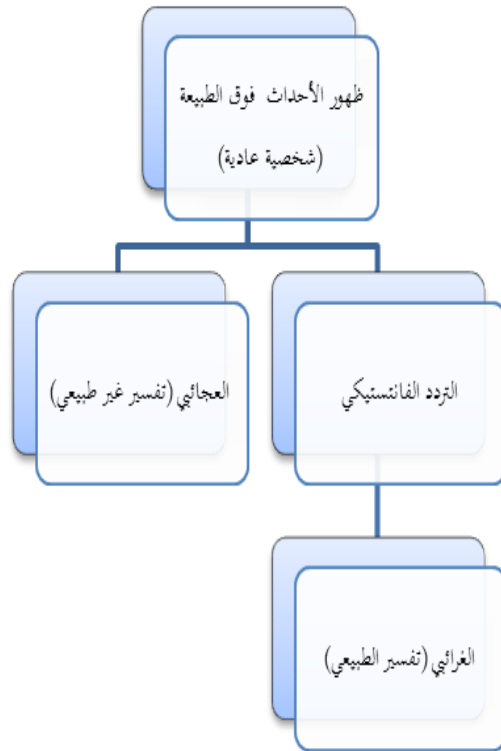 ظهور الأحداث فوق الطبيعة
(شخصية عادية)
التردد الفانتستيكي
العجائبي (تفسير غير طبيعي)
الغرائبي (تفسير الطبيعي)